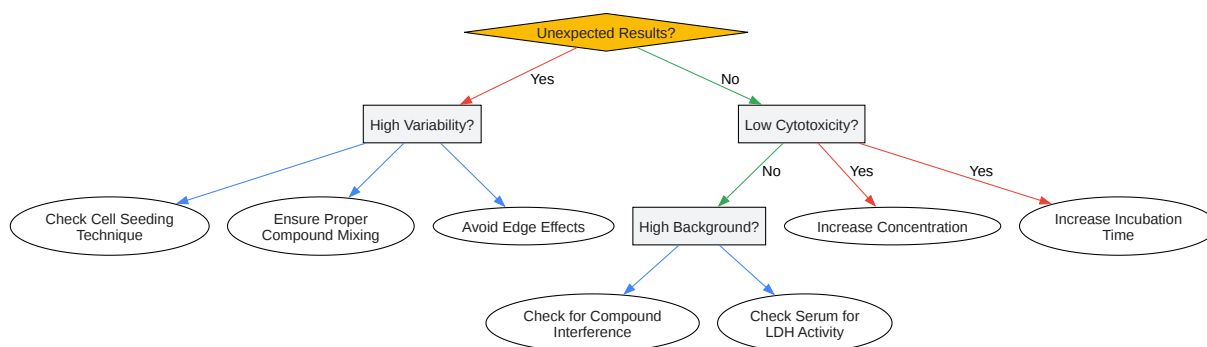 Unexpected Results?
Yes
No
High Variability?
Low Cytotoxicity?
No
Yes
Yes
Check Cell Seeding
Technique
Ensure Proper
Compound Mixing
Avoid Edge Effects
High Background?
Increase Concentration
Increase Incubation
Time
Check for Compound
Interference
Check Serum for
LDH Activity